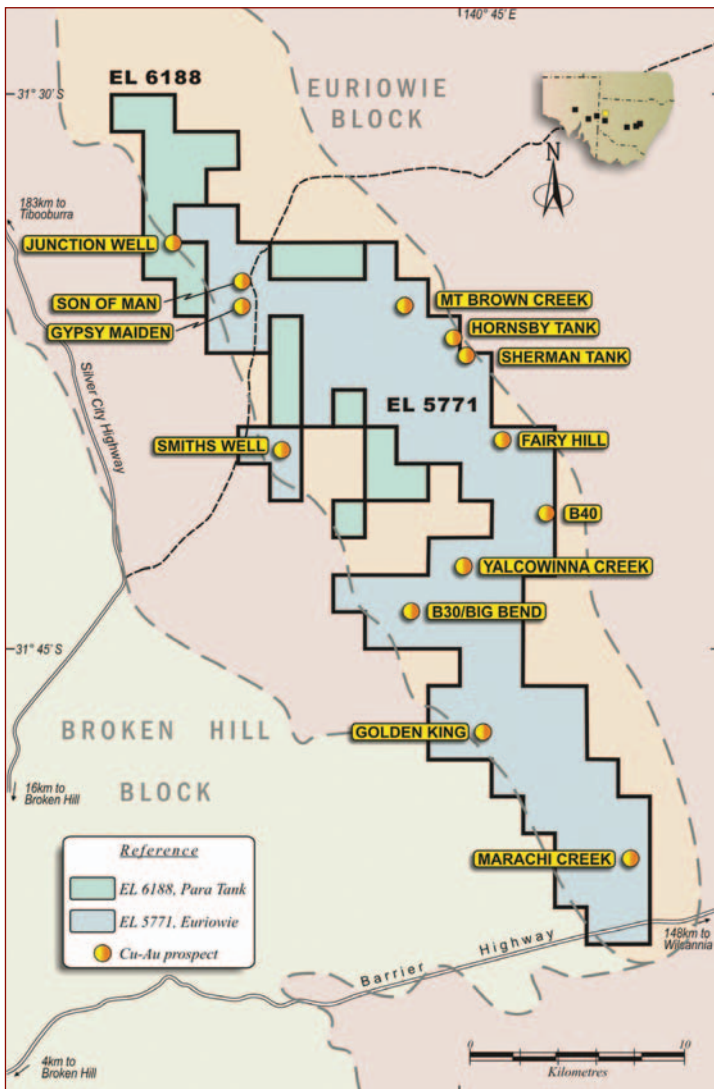 140° 45' E
EL 6188
31° 30' S
EURIOWIE
BLOCK
N
183km to
Tibooburra
JUNCTION WELL
SON OF MAN
GYPSY MAIDEN
MT BROWN CREEK
HORNSBY TANK
SHERMAN TANK
Silver City Highway
EL 5771
SMITHS WELL
FAIRY HILL
B40
YALCOWINNA CREEK
B30/BIG BEND
31° 45' S
BROKEN HILL
BLOCK
GOLDEN KING
16km to
Broken Hill
Reference
EL 6188, Para Tank
EL 5771, Euriowie
Cu-Au prospect
MARACHI CREEK
148km to
Wilcannia
Barrier Highway
4km to
Broken Hill
0 10
Kilometres